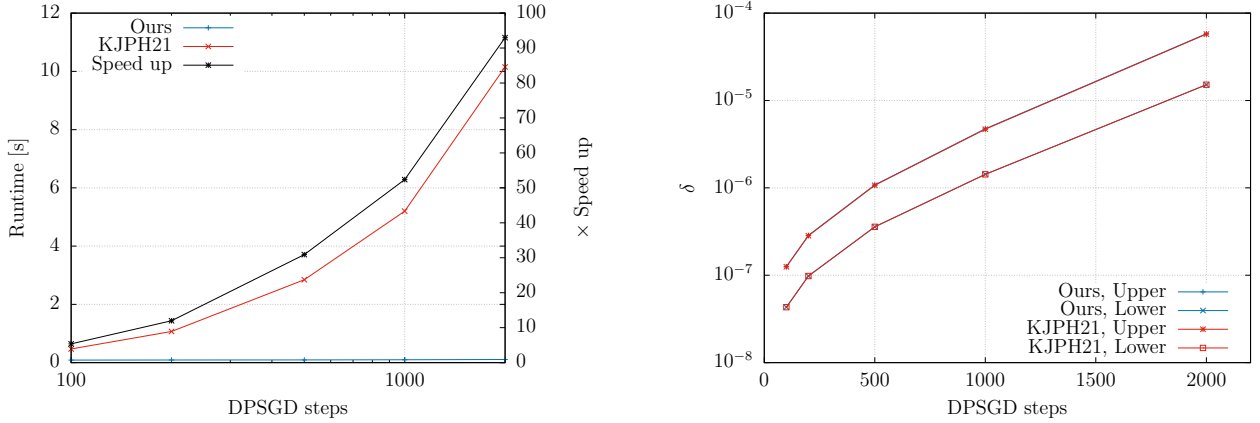 Ours
KJPH21
Speed up
12
10
8
6
4
2
0
Runtime [s]
100
90
80
70
60
50
40
30
20
10
0
× Speed up
100
1000
DPSGD steps
10^-4
10^-5
10^-6
10^-7
10^-8
δ
Ours, Upper
Ours, Lower
KJPH21, Upper
KJPH21, Lower
0
500
1000
1500
2000
DPSGD steps